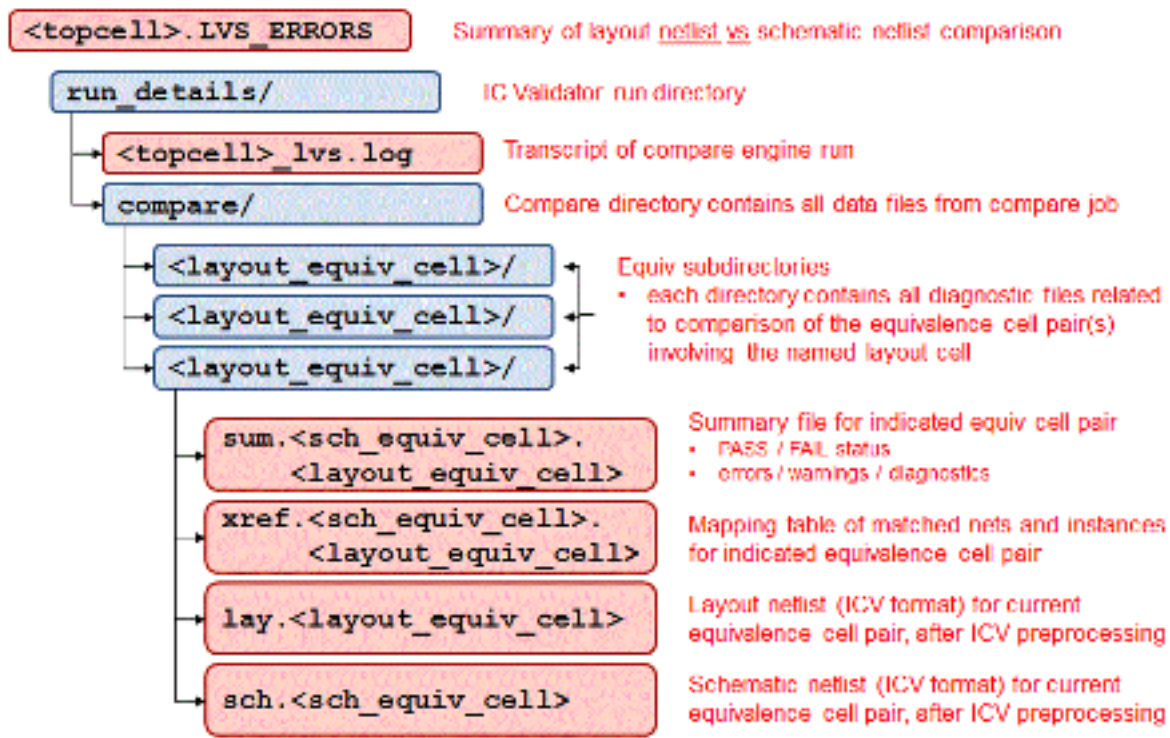 <topcell>.LVS_ERRORS
Summary of layout netlist vs schematic netlist comparison
run_details/
IC Validator run directory
<topcell>_lvs.log
Transcript of compare engine run
compare/
Compare directory contains all data files from compare job
<layout_equiv_cell>/
<layout_equiv_cell>/
<layout_equiv_cell>/
Equiv subdirectories
• each directory contains all diagnostic files related
to comparison of the equivalence cell pair(s)
involving the named layout cell
sum.<sch_equiv_cell>.
<layout_equiv_cell>
Summary file for indicated equiv cell pair
• PASS / FAIL status
• errors / warnings / diagnostics
xref.<sch_equiv_cell>.
<layout_equiv_cell>
Mapping table of matched nets and instances
for indicated equivalence cell pair
lay.<layout_equiv_cell>
Layout netlist (ICV format) for current
equivalence cell pair, after ICV preprocessing
sch.<sch_equiv_cell>
Schematic netlist (ICV format) for current
equivalence cell pair, after ICV preprocessing